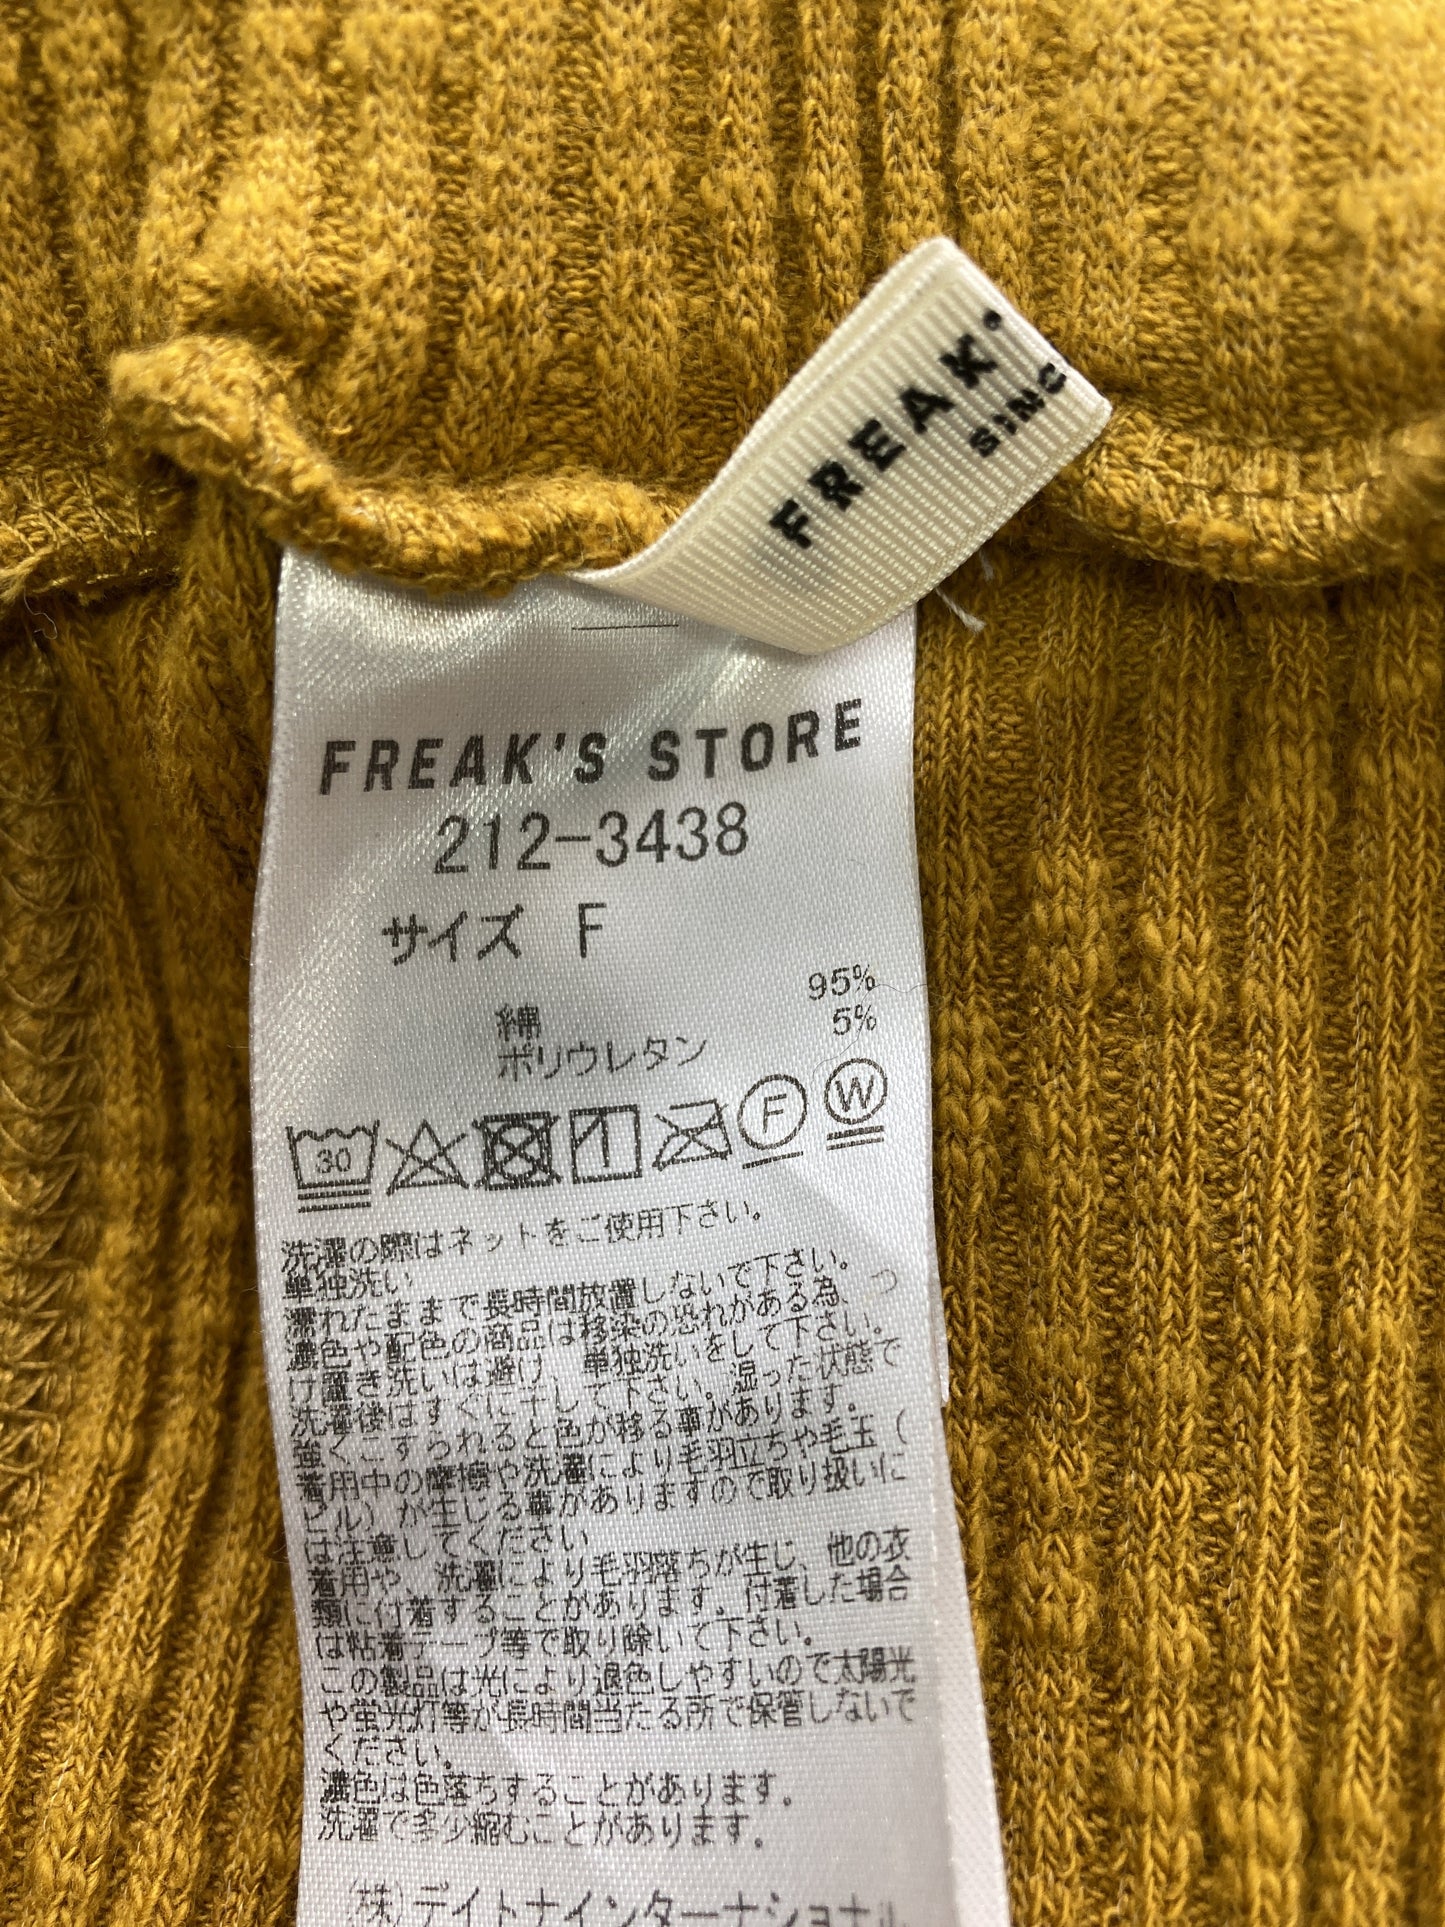 FREAK'
SINC
FREAK'S STORE
212-3438
サイズ F
綿 95%
ポリウレタン 5%
30
F
W
洗濯の際はネットをご使用下さい。
単独洗い
濡れたままで長時間放置しないで下さい。
濃色や配色の商品は移染の恐れがある為、つ
け置き洗いは避け、単独洗いをして下さい。
洗濯後はすぐに干して下さい。湿った状態で
強くこすられると色が移る事があります。
着用中の摩擦や洗濯により毛羽立ちや毛玉(
ピル)が生じる事がありますので取り扱いに
は注意してください
着用や、洗濯により毛羽落ちが生じ、他の衣
類に付着することがあります。付着した場合
は粘着テープ等で取り除いて下さい。
この製品は光により退色しやすいので太陽光
や蛍光灯等が長時間当たる所で保管しないで
ください。
濃色は色落ちすることがあります。
洗濯で多少縮むことがあります。
(株)デイトナインターナショナル